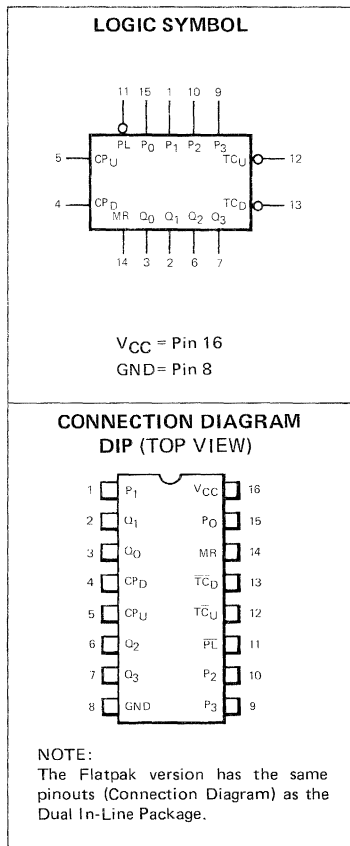 LOGIC SYMBOL
11 15 1 10 9
PL P0 P1 P2 P3
5 CPU TCU 12
4 CPD TCD 13
MR Q0 Q1 Q2 Q3
14 3 2 6 7
VCC = Pin 16
GND= Pin 8
CONNECTION DIAGRAM
DIP (TOP VIEW)
1 P1 VCC 16
2 Q1 P0 15
3 Q0 MR 14
4 CPD T̅C̅D 13
5 CPU T̅C̅U 12
6 Q2 P̅L̅ 11
7 Q3 P2 10
8 GND P3 9
NOTE:
The Flatpak version has the same
pinouts (Connection Diagram) as the
Dual In-Line Package.